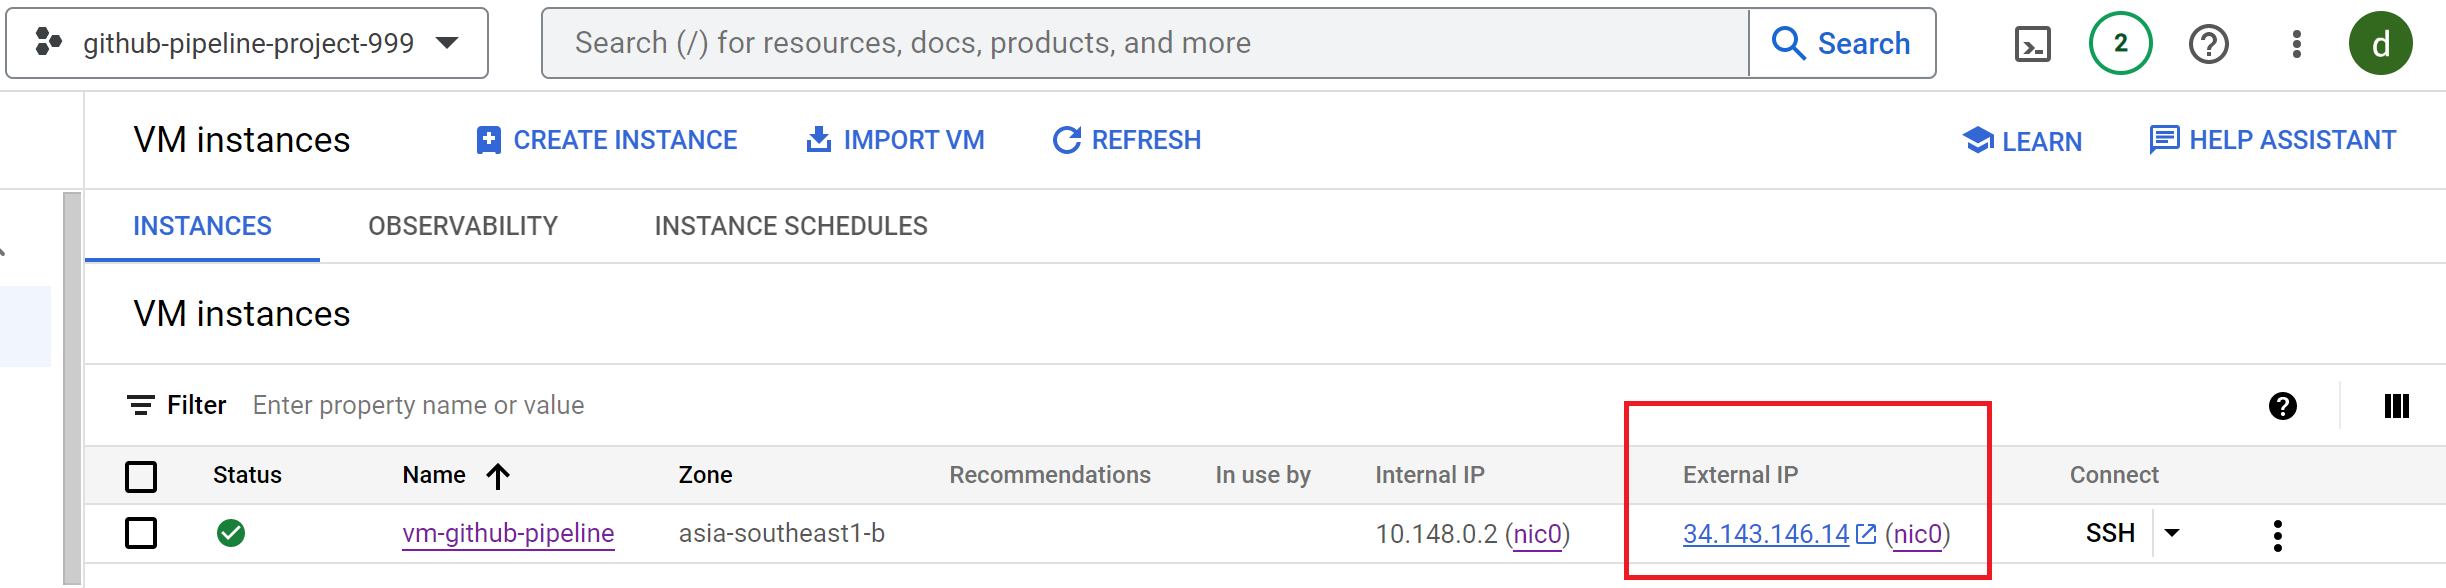 github-pipeline-project-999 Search (/) for resources, docs, products, and more Search 2 d
VM instances CREATE INSTANCE IMPORT VM REFRESH LEARN HELP ASSISTANT
INSTANCES OBSERVABILITY INSTANCE SCHEDULES
VM instances
Filter Enter property name or value
Status Name Zone Recommendations In use by Internal IP External IP Connect
vm-github-pipeline asia-southeast1-b 10.148.0.2 (nic0) 34.143.146.14 (nic0) SSH